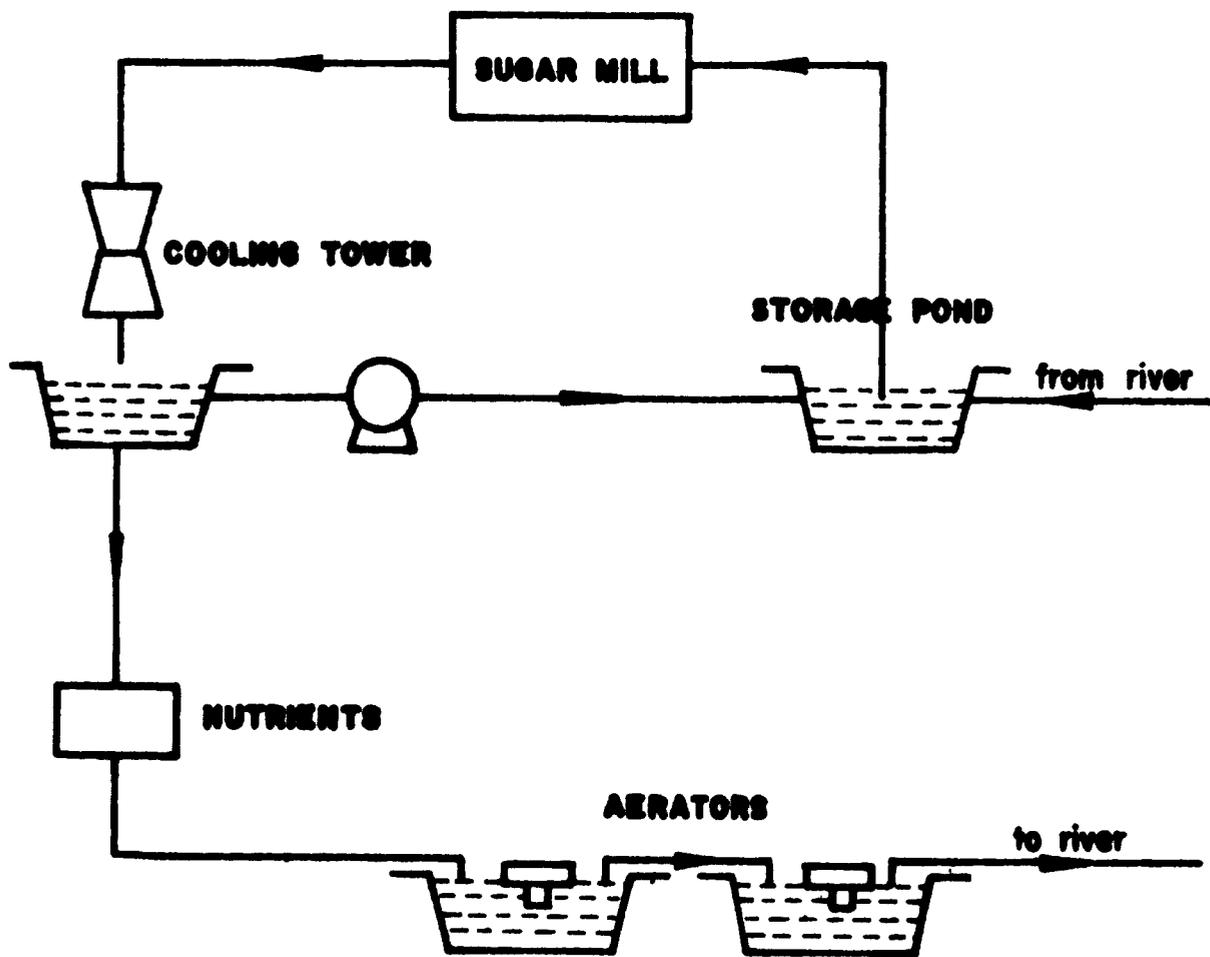 SUGAR MILL
COOLING TOWER
STORAGE POND
from river
NUTRIENTS
AERATORS
to river